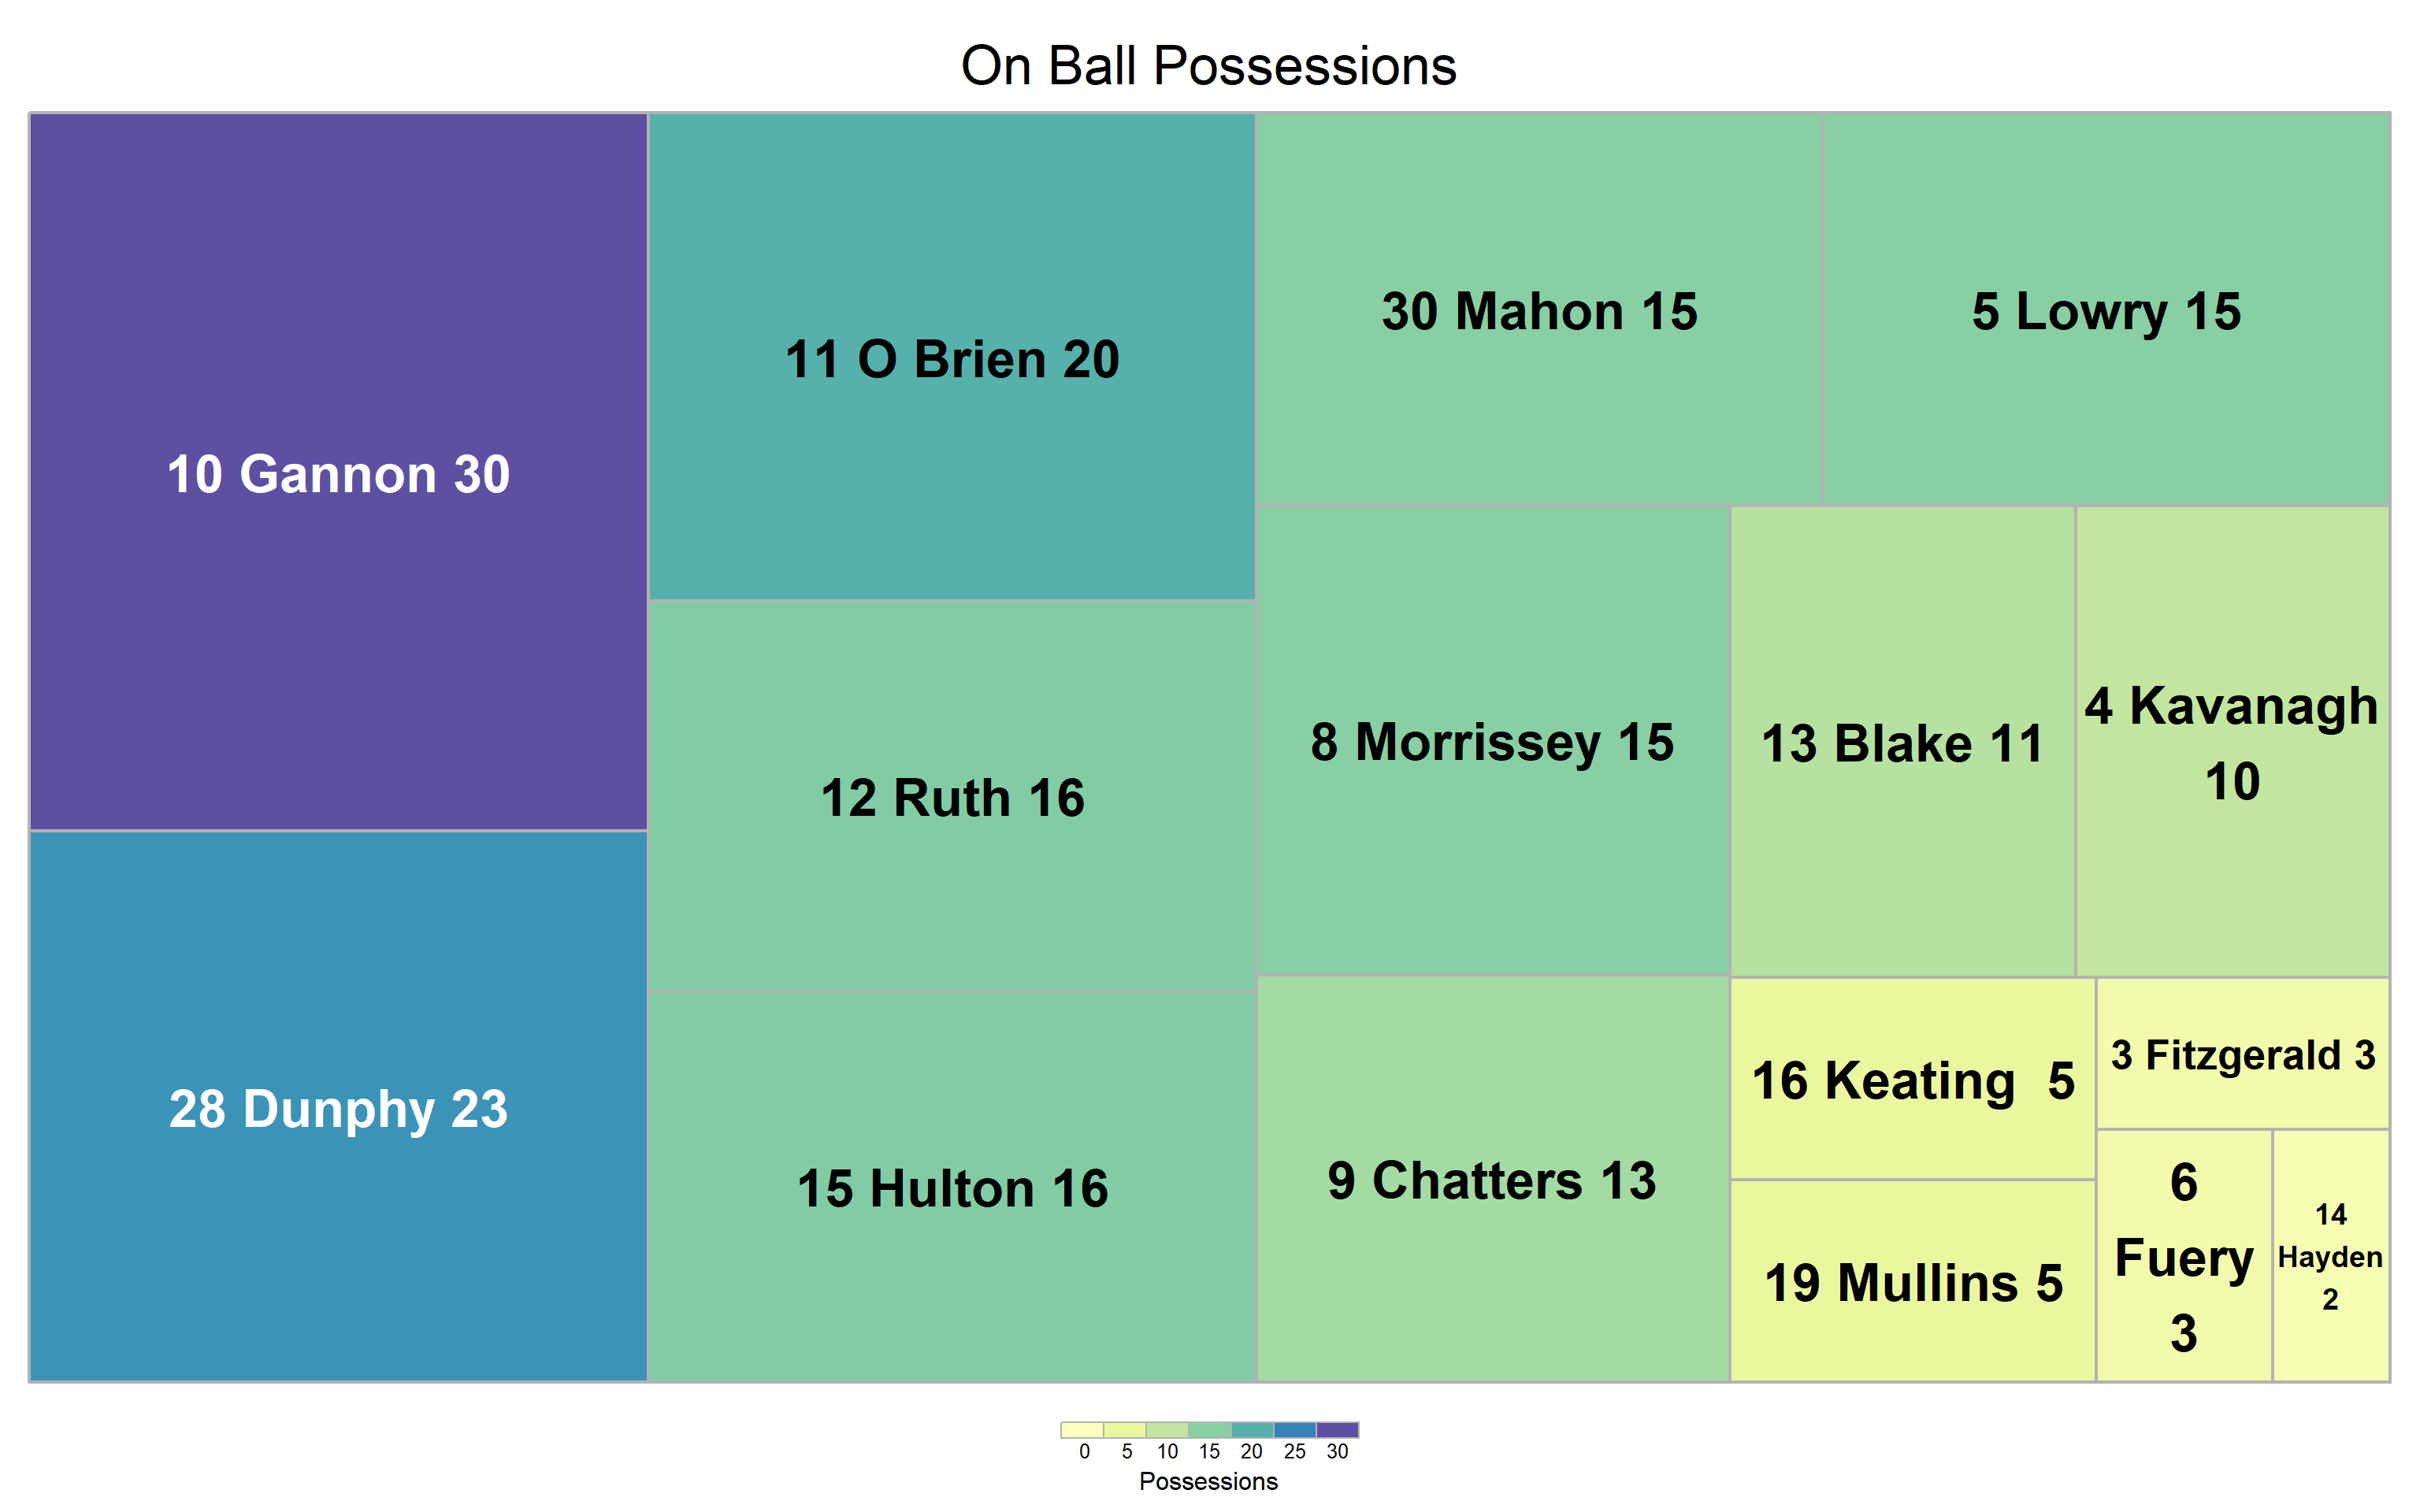 On Ball Possessions
10 Gannon 30
28 Dunphy 23
11 O Brien 20
12 Ruth 16
15 Hulton 16
30 Mahon 15
5 Lowry 15
8 Morrissey 15
9 Chatters 13
13 Blake 11
4 Kavanagh
10
16 Keating  5
19 Mullins 5
3 Fitzgerald 3
6
Fuery
3
14
Hayden
2
0 5 10 15 20 25 30
Possessions